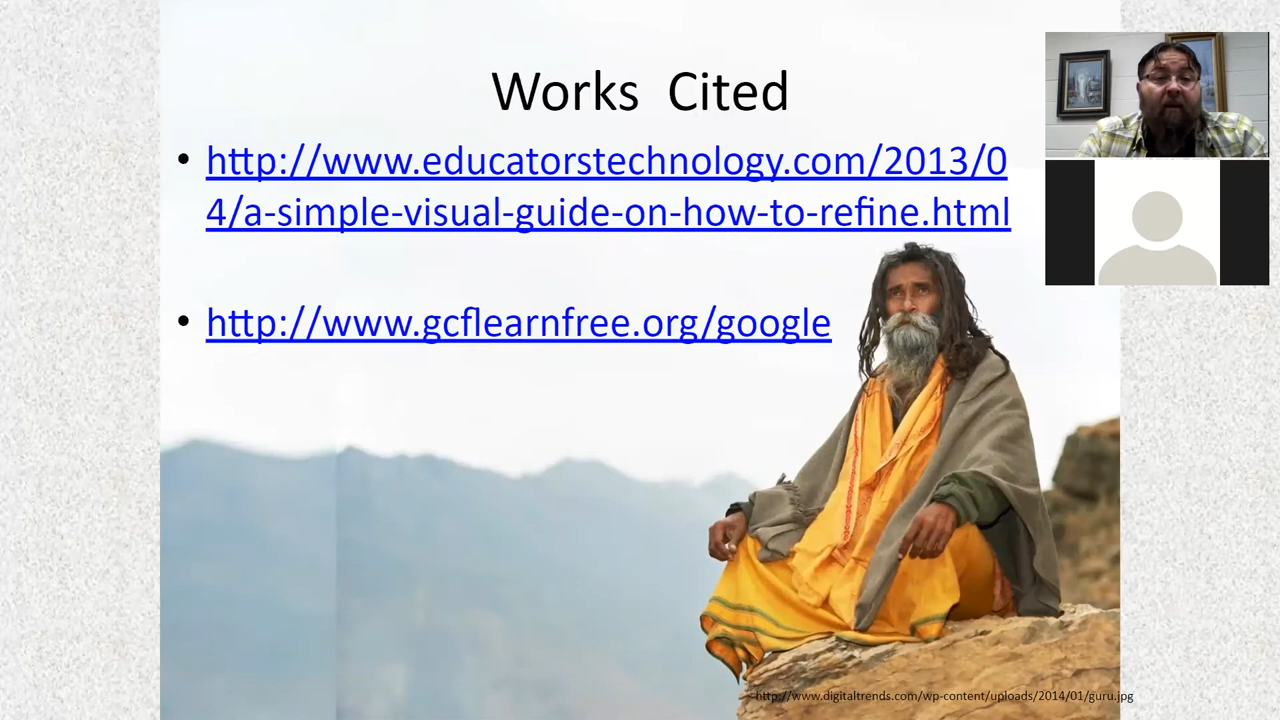 Works Cited
http://www.educatorstechnology.com/2013/0
4/a-simple-visual-guide-on-how-to-refine.html
http://www.gcflearnfree.org/google
http://www.digitaltrends.com/wp-content/uploads/2014/01/guru.jpg